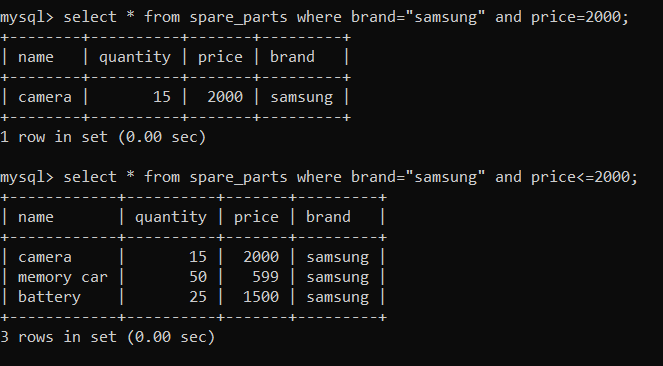 mysql> select * from spare_parts where brand="samsung" and price=2000;
+--------+----------+-------+---------+
| name   | quantity | price | brand   |
+--------+----------+-------+---------+
| camera |       15 |  2000 | samsung |
+--------+----------+-------+---------+
1 row in set (0.00 sec)

mysql> select * from spare_parts where brand="samsung" and price<=2000;
+------------+----------+-------+---------+
| name       | quantity | price | brand   |
+------------+----------+-------+---------+
| camera     |       15 |  2000 | samsung |
| memory car |       50 |   599 | samsung |
| battery    |       25 |  1500 | samsung |
+------------+----------+-------+---------+
3 rows in set (0.00 sec)